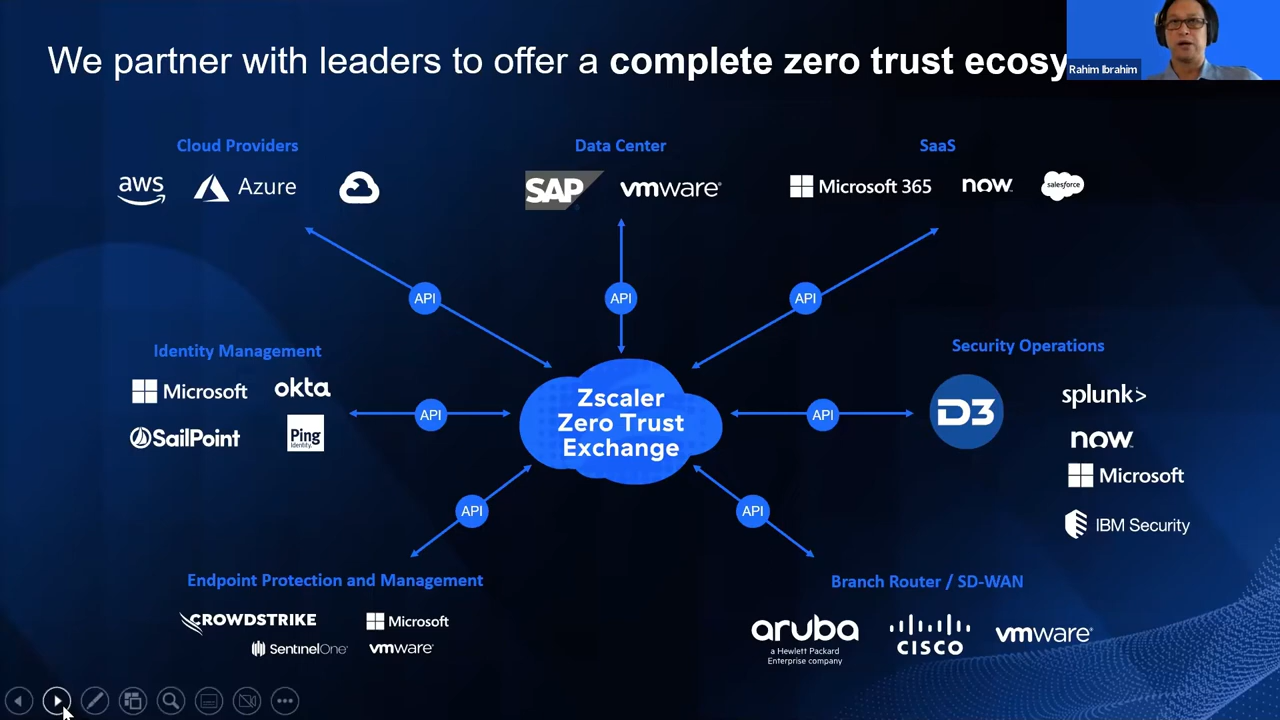 We partner with leaders to offer a complete zero trust ecosy
Rahim Ibrahim
Cloud Providers
aws
Azure
Data Center
SAP
vmware®
SaaS
Microsoft 365
now
salesforce
API
API
API
Identity Management
Microsoft
okta
SailPoint
Ping
Identity
API
Zscaler
Zero Trust
Exchange
API
Security Operations
D3
splunk>
now
Microsoft
IBM Security
API
API
Endpoint Protection and Management
CROWDSTRIKE
Microsoft
SentinelOne
vmware
Branch Router / SD-WAN
aruba
a Hewlett Packard
Enterprise company
CISCO
vmware®